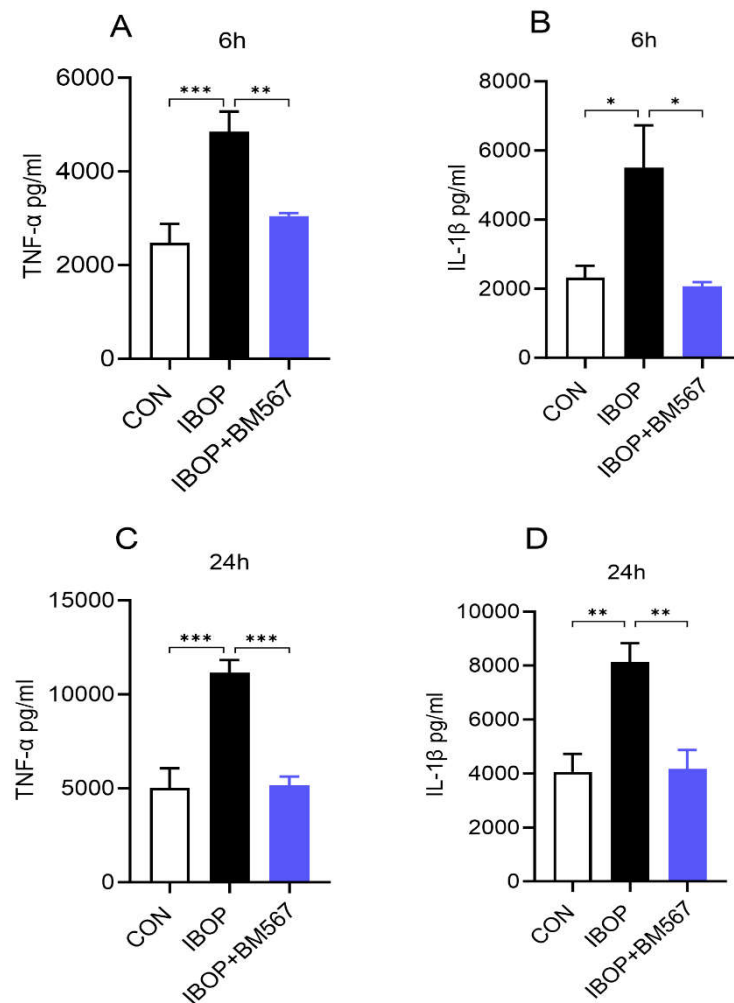 A
6h
6000
4000
2000
0
TNF-α pg/ml
***
**
CON
IBOP
IBOP+BM567
B
6h
8000
6000
4000
2000
0
IL-1β pg/ml
*
*
CON
IBOP
IBOP+BM567
C
24h
15000
10000
5000
0
TNF-α pg/ml
***
***
CON
IBOP
IBOP+BM567
D
24h
10000
8000
6000
4000
2000
0
IL-1β pg/ml
**
**
CON
IBOP
IBOP+BM567